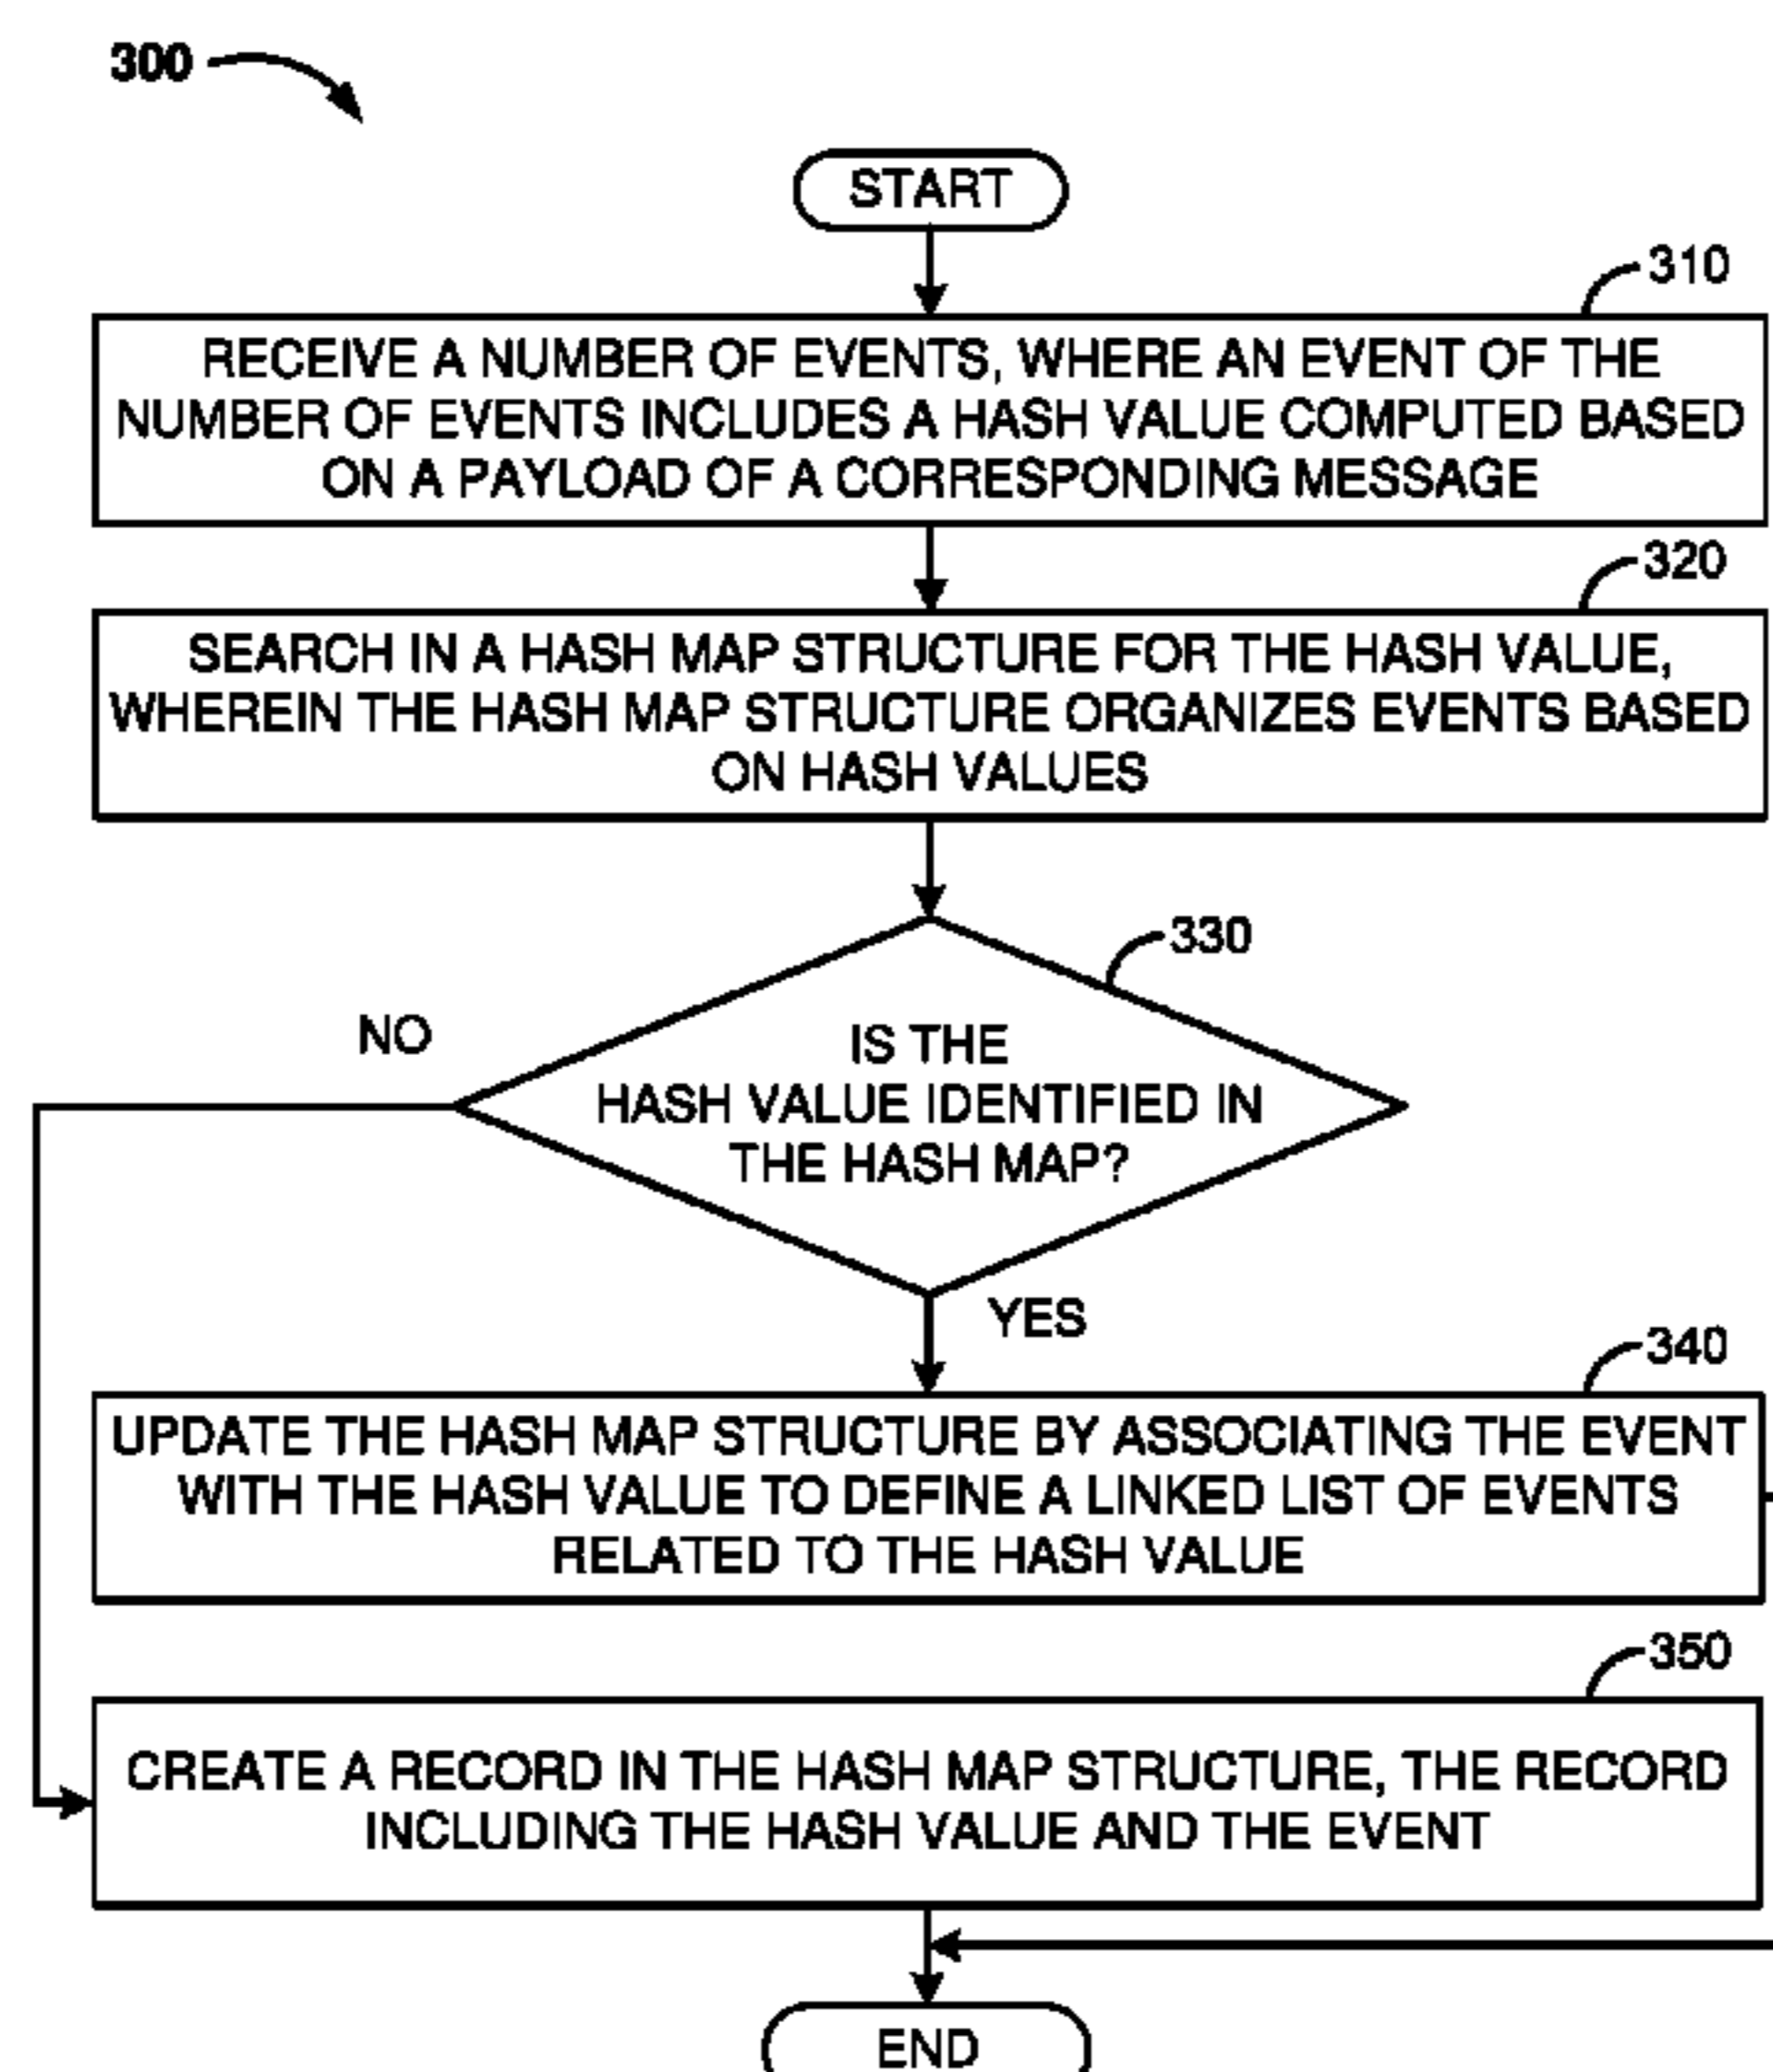 300
START
310
RECEIVE A NUMBER OF EVENTS, WHERE AN EVENT OF THE
NUMBER OF EVENTS INCLUDES A HASH VALUE COMPUTED BASED
ON A PAYLOAD OF A CORRESPONDING MESSAGE
320
SEARCH IN A HASH MAP STRUCTURE FOR THE HASH VALUE,
WHEREIN THE HASH MAP STRUCTURE ORGANIZES EVENTS BASED
ON HASH VALUES
330
NO
IS THE
HASH VALUE IDENTIFIED IN
THE HASH MAP?
YES
340
UPDATE THE HASH MAP STRUCTURE BY ASSOCIATING THE EVENT
WITH THE HASH VALUE TO DEFINE A LINKED LIST OF EVENTS
RELATED TO THE HASH VALUE
350
CREATE A RECORD IN THE HASH MAP STRUCTURE, THE RECORD
INCLUDING THE HASH VALUE AND THE EVENT
END